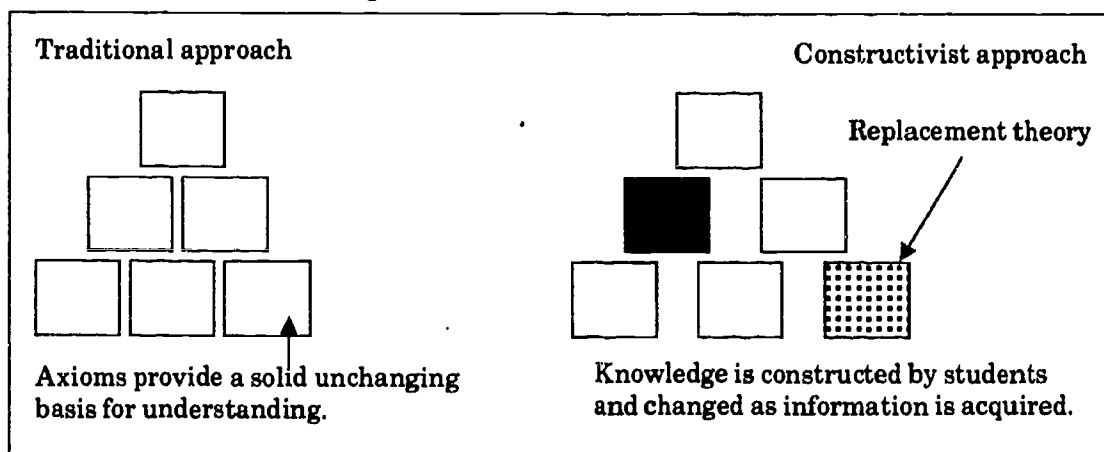 Traditional approach
Constructivist approach
Replacement theory
Axioms provide a solid unchanging
basis for understanding.
Knowledge is constructed by students
and changed as information is acquired.